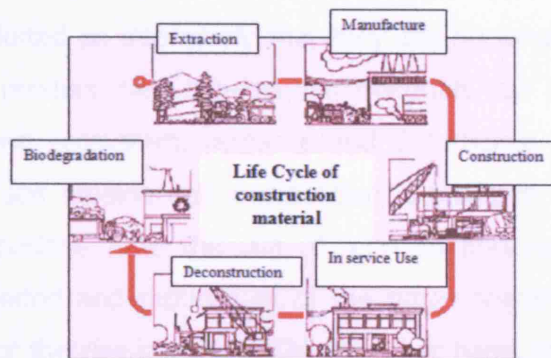 Extraction
Manufacture
Biodegradation
Life Cycle of
construction
material
Construction
Deconstruction
In service Use